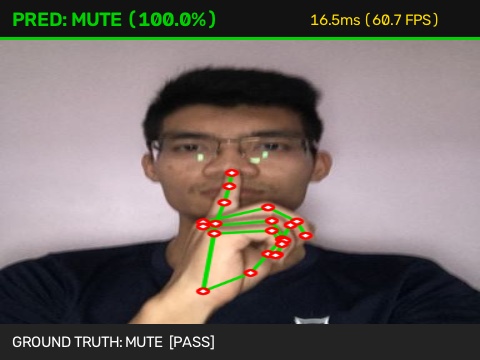 PRED: MUTE (100.0%)
16.5ms (60.7 FPS)
GROUND TRUTH: MUTE [PASS]